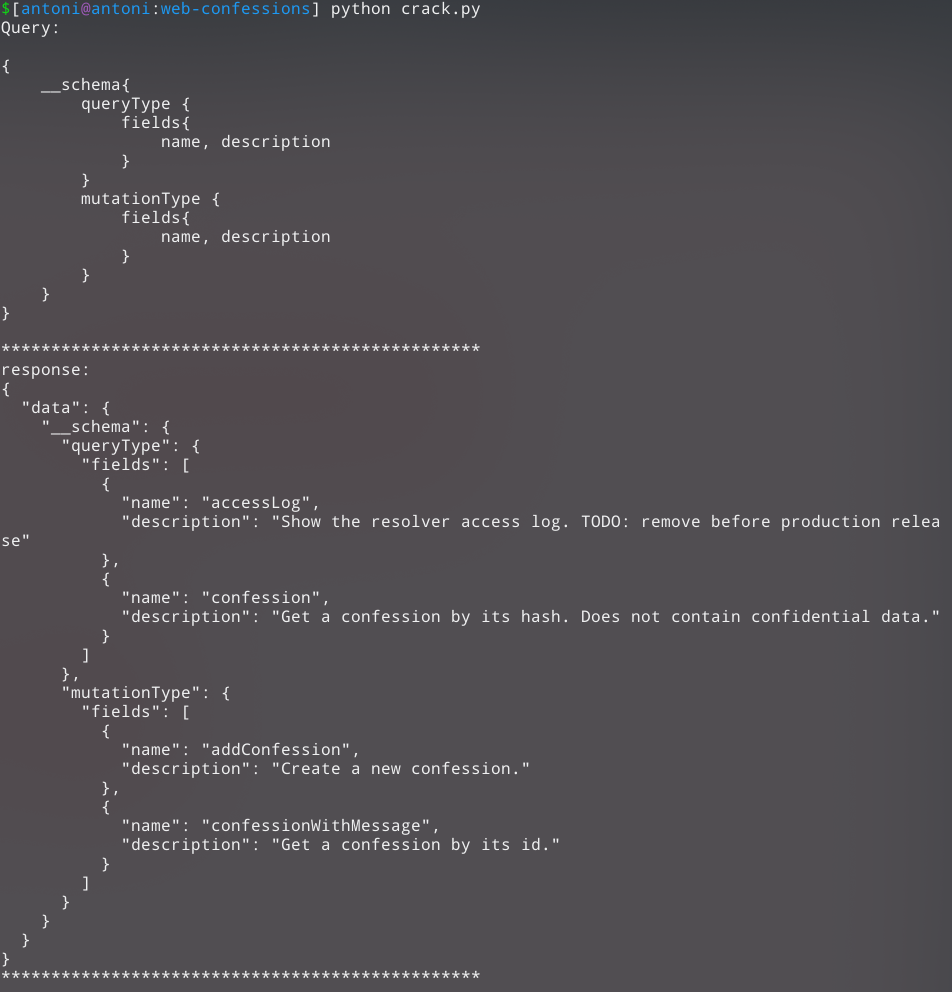 $[antoni@antoni:web-confessions] python crack.py
Query:
{
    __schema{
        queryType {
            fields{
                name, description
            }
        }
        mutationType {
            fields{
                name, description
            }
        }
    }
}
************************************************
response:
{
  "data": {
    "__schema": {
      "queryType": {
        "fields": [
          {
            "name": "accessLog",
            "description": "Show the resolver access log. TODO: remove before production relea
se"
          },
          {
            "name": "confession",
            "description": "Get a confession by its hash. Does not contain confidential data."
          }
        ]
      },
      "mutationType": {
        "fields": [
          {
            "name": "addConfession",
            "description": "Create a new confession."
          },
          {
            "name": "confessionWithMessage",
            "description": "Get a confession by its id."
          }
        ]
      }
    }
  }
}
************************************************